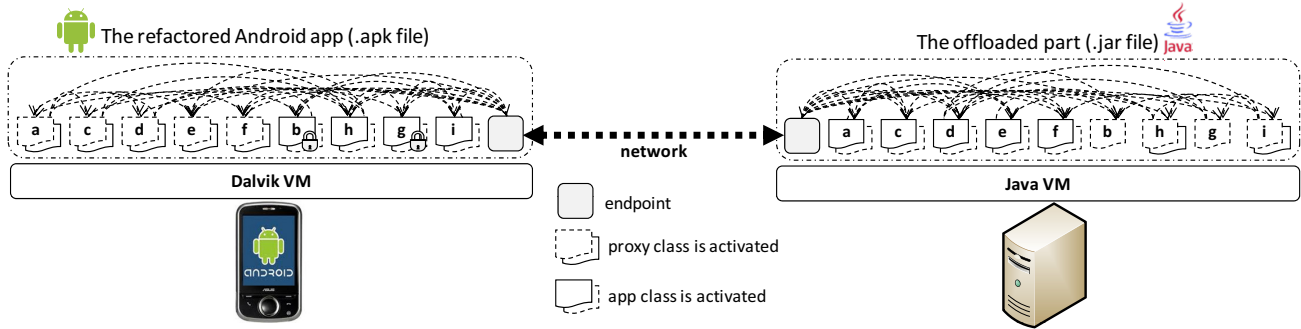 The refactored Android app (.apk file)
The offloaded part (.jar file)
Java
a c d e f b h g i
a c d e f b h g i
network
Dalvik VM
Java VM
endpoint
proxy class is activated
app class is activated
ANDROID
ASUS